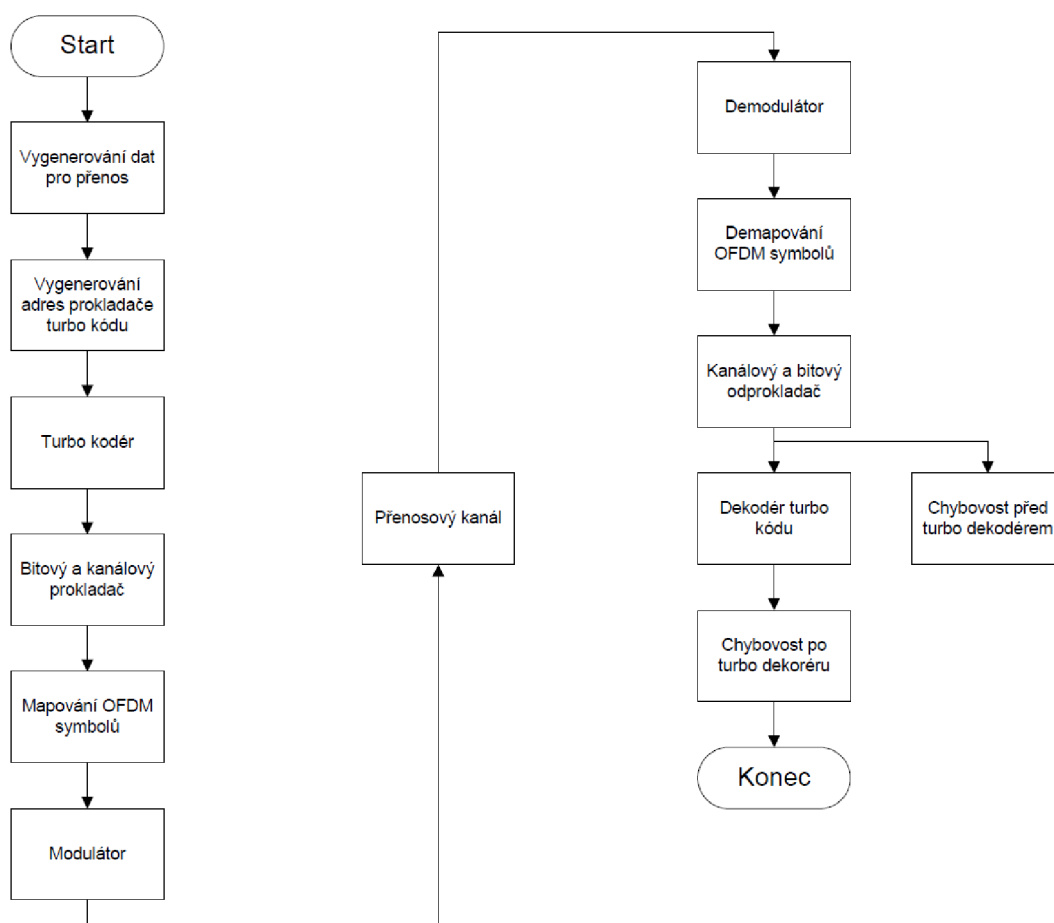 Start
Vygenerování dat
pro přenos
Vygenerování
adres prokladače
turbo kódu
Turbo kodér
Bitový a kanálový
prokladač
Mapování OFDM
symbolů
Modulátor
Přenosový kanál
Demodulátor
Demapování
OFDM symbolů
Kanálový a bitový
odprokladač
Dekodér turbo
kódu
Chybovost před
turbo dekodérem
Chybovost po
turbo dekoréru
Konec